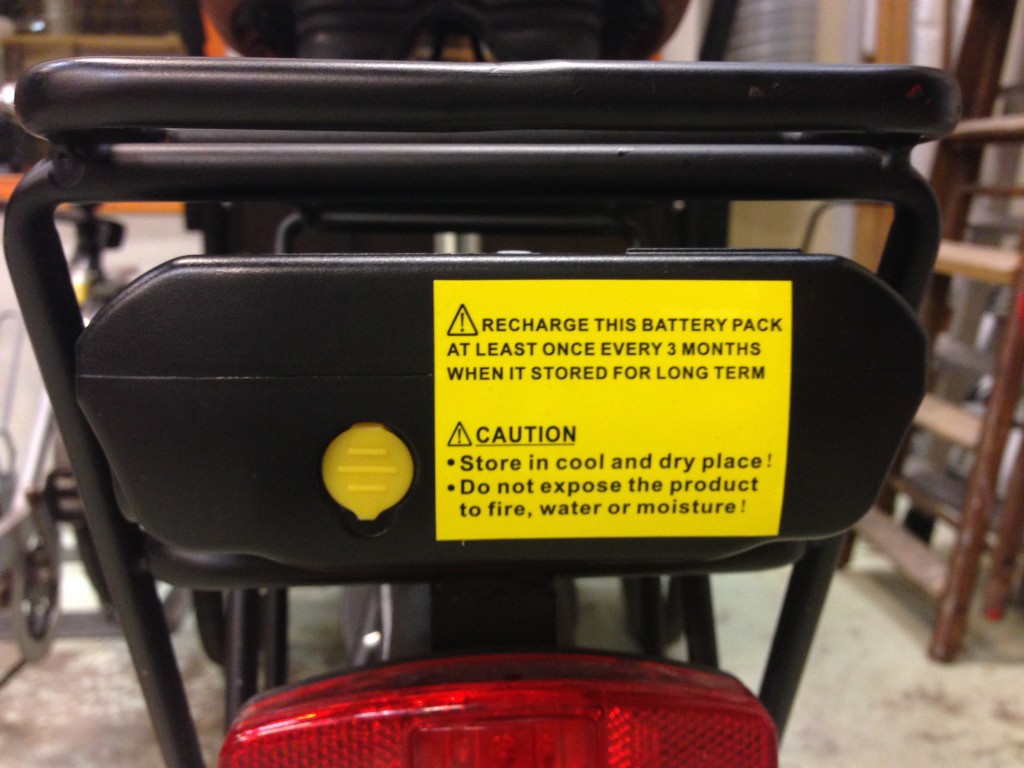 RECHARGE THIS BATTERY PACK
AT LEAST ONCE EVERY 3 MONTHS
WHEN IT STORED FOR LONG TERM
CAUTION
• Store in cool and dry place!
• Do not expose the product
to fire, water or moisture!